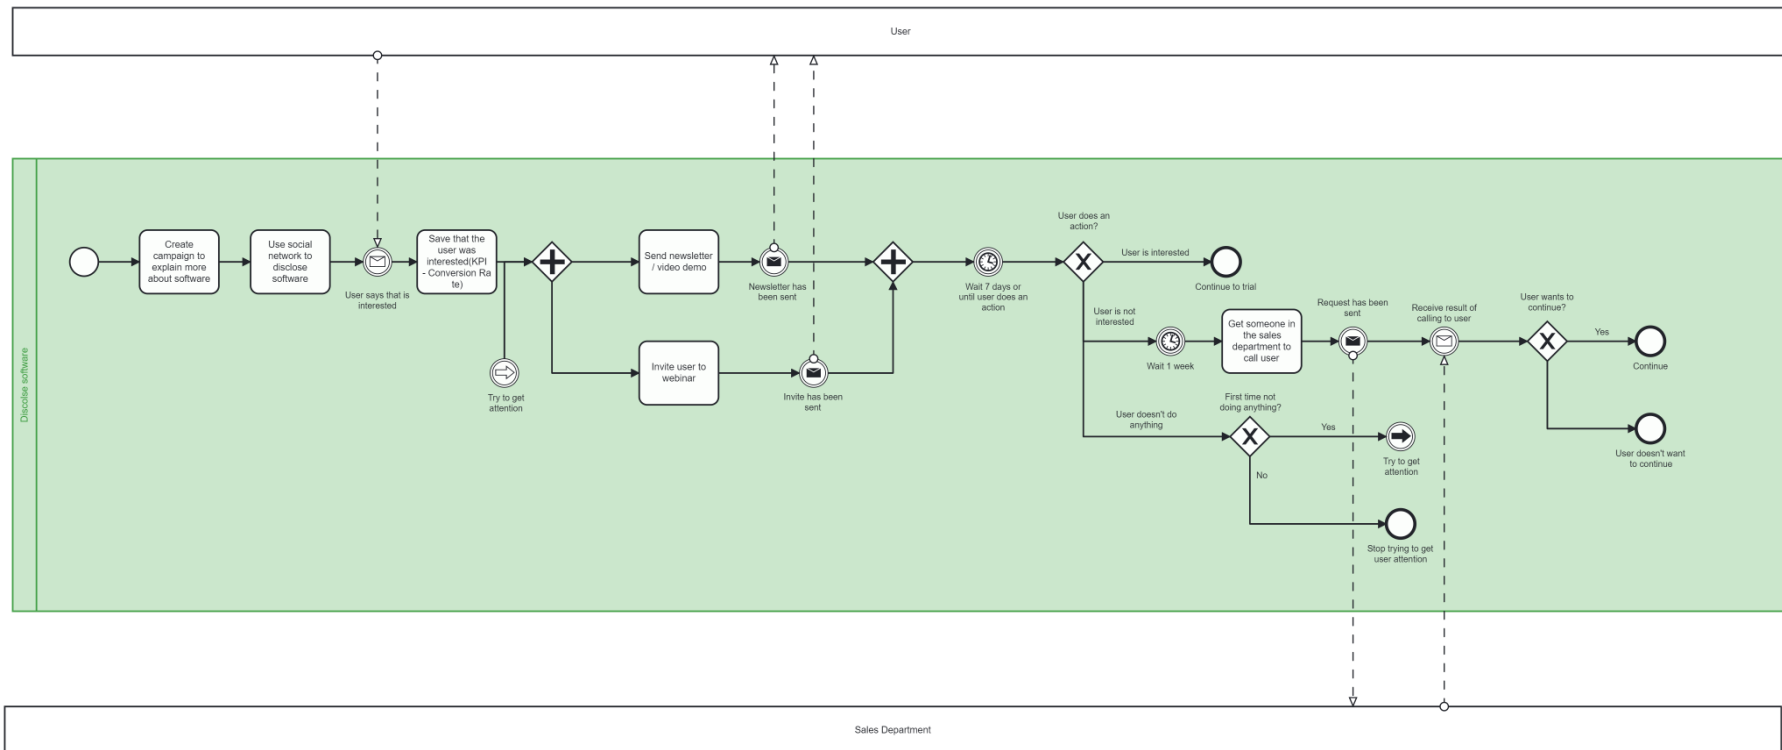 User
Discolse software
Create
campaign to
explain more
about software
Use social
network to
disclose
software
User says that is
interested
Save that the
user was
interested(KPI
- Conversion Ra
te)
Try to get
attention
Send newsletter
/ video demo
Newsletter has
been sent
Invite user to
webinar
Invite has been
sent
Wait 7 days or
until user does an
action
User does an
action?
User is interested
Continue to trial
User is not
interested
Wait 1 week
Get someone in
the sales
department to
call user
Request has been
sent
Receive result of
calling to user
User wants to
continue?
Yes
Continue
User doesn't want
to continue
User doesn't do
anything
First time not
doing anything?
Yes
Try to get
attention
No
Stop trying to get
user attention
Sales Department